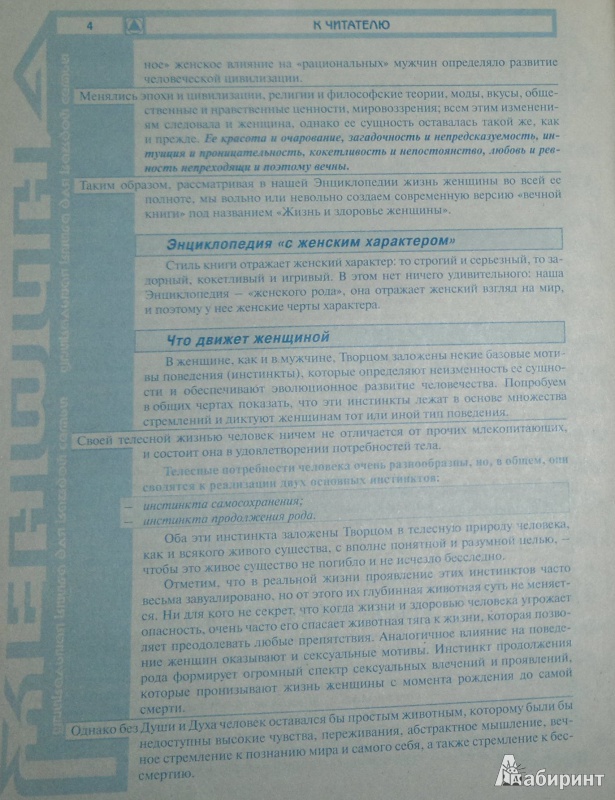 4
К ЧИТАТЕЛЮ
ное» женское влияние на «рациональных» мужчин определяло развитие
человеческой цивилизации.
Менялись эпохи и цивилизации, религии и философские теории, моды, вкусы, обще-
ственные и нравственные ценности, мировоззрения; всем этим изменени-
ям следовала и женщина, однако ее сущность оставалась такой же, как
и прежде. Ее красота и очарование, загадочность и непредсказуемость, ин-
туиция и проницательность, кокетливость и непостоянство, любовь и рев-
ность непреходящи и поэтому вечны.
Таким образом, рассматривая в нашей Энциклопедии жизнь женщины во всей ее
полноте, мы вольно или невольно создаем современную версию «вечной
книги» под названием «Жизнь и здоровье женщины».
Энциклопедия «с женским характером»
Стиль книги отражает женский характер: то строгий и серьезный, то за-
дорный, кокетливый и игривый. В этом нет ничего удивительного: наша
Энциклопедия – «женского рода», она отражает женский взгляд на мир,
и поэтому у нее женские черты характера.
Что движет женщиной
В женщине, как и в мужчине, Творцом заложены некие базовые моти-
вы поведения (инстинкты), которые определяют неизменность ее сущно-
сти и обеспечивают эволюционное развитие человечества. Попробуем
в общих чертах показать, что эти инстинкты лежат в основе множества
стремлений и диктуют женщинам тот или иной тип поведения.
Своей телесной жизнью человек ничем не отличается от прочих млекопитающих,
и состоит она в удовлетворении потребностей тела.
Телесные потребности человека очень разнообразны, но, в общем, они
сводятся к реализации двух основных инстинктов:
– инстинкта самосохранения;
– инстинкта продолжения рода.
Оба эти инстинкта заложены Творцом в телесную природу человека,
как и всякого живого существа, с вполне понятной и разумной целью, –
чтобы это живое существо не погибло и не исчезло бесследно.
Отметим, что в реальной жизни проявление этих инстинктов часто
весьма завуалировано, но от этого их глубинная животная суть не меняет-
ся. Ни для кого не секрет, что когда жизни и здоровью человека угрожает
опасность, очень часто его спасает животная тяга к жизни, которая позво-
ляет преодолевать любые препятствия. Аналогичное влияние на поведе-
ние женщин оказывают и сексуальные мотивы. Инстинкт продолжения
рода формирует огромный спектр сексуальных влечений и проявлений,
которые пронизывают жизнь женщины с момента рождения до самой
смерти.
Однако без Души и Духа человек оставался бы простым животным, которому были бы
недоступны высокие чувства, переживания, абстрактное мышление, веч-
ное стремление к познанию мира и самого себя, а также стремление к бес-
смертию.
Лабиринт